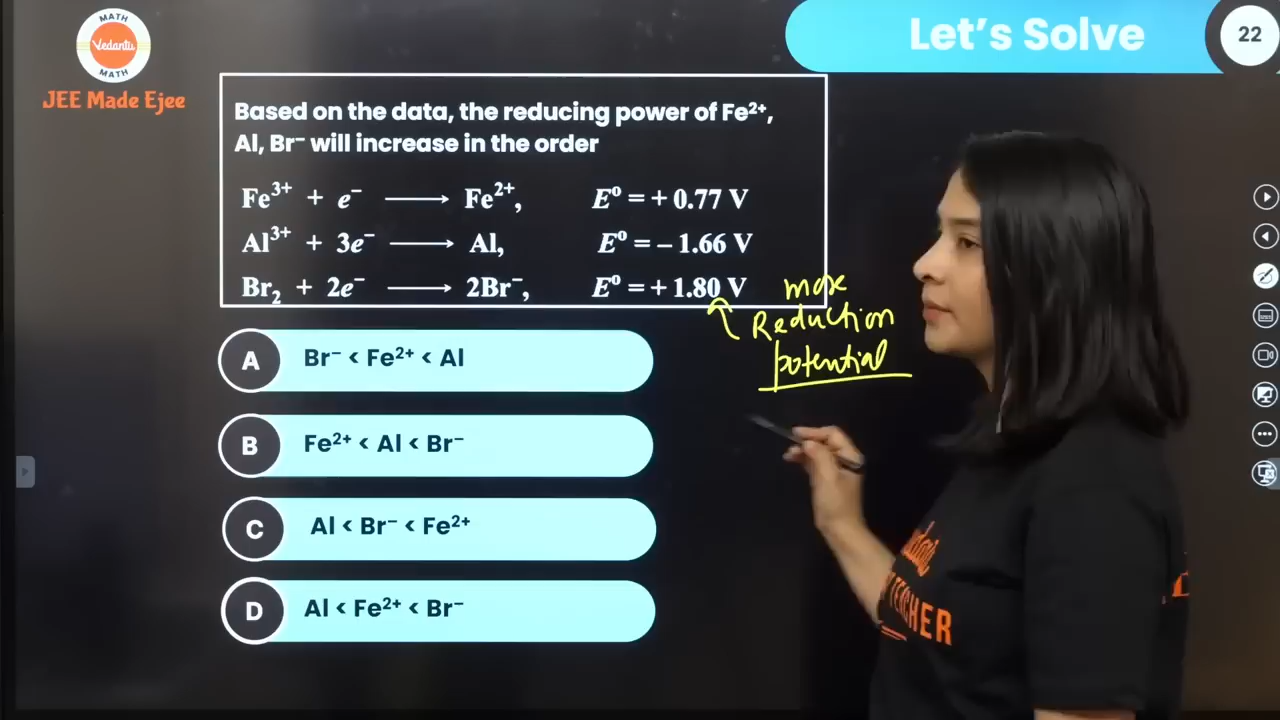 MATH
Vedantu
MATH
JEE Made Ejee
Let's Solve
22
Based on the data, the reducing power of Fe²⁺,
Al, Br⁻ will increase in the order
Fe³⁺ + e⁻ ⟶ Fe²⁺, E° = + 0.77 V
Al³⁺ + 3e⁻ ⟶ Al, E° = – 1.66 V
Br₂ + 2e⁻ ⟶ 2Br⁻, E° = + 1.80 V
max
Reduction
potential
A Br⁻ < Fe²⁺ < Al
B Fe²⁺ < Al < Br⁻
C Al < Br⁻ < Fe²⁺
D Al < Fe²⁺ < Br⁻